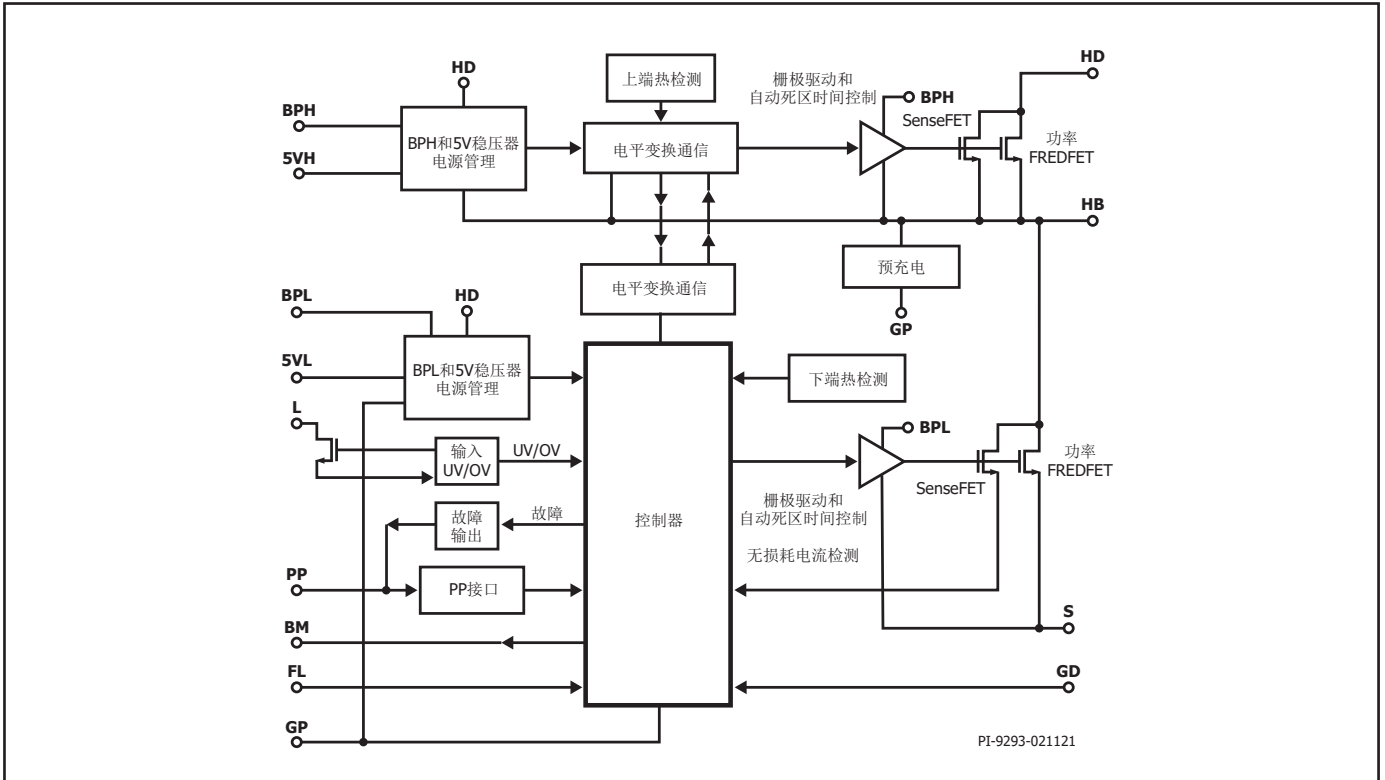 HD
HD
BPH
上端热检测
栅极驱动和
自动死区时间控制
BPH
SenseFET
功率
FREDFET
BPH和5V稳压器
电源管理
电平变换通信
5VH
HB
预充电
GP
电平变换通信
BPL
HD
5VL
BPL和5V稳压器
电源管理
下端热检测
L
输入
UV/OV
UV/OV
BPL
SenseFET
功率
FREDFET
栅极驱动和
自动死区时间控制
故障
输出
故障
控制器
无损耗电流检测
PP
PP接口
S
BM
FL
GD
GP
PI-9293-021121